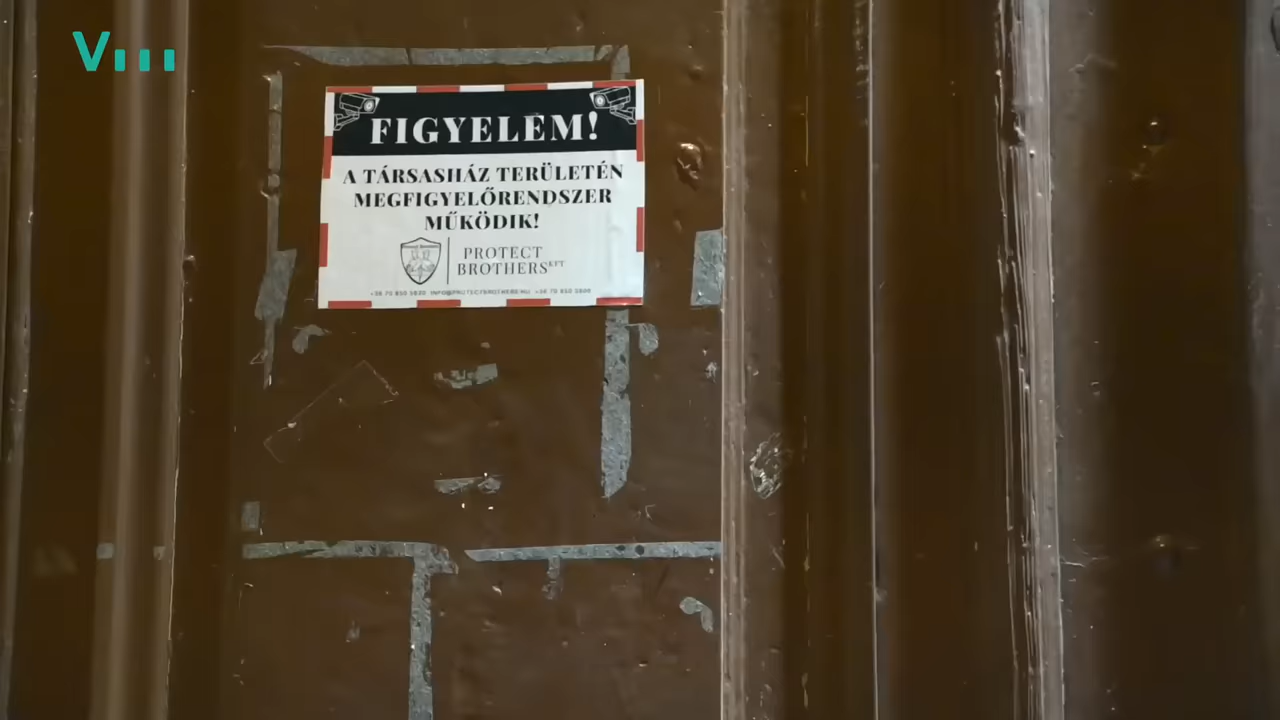 FIGYELEM!
A TÁRSASHÁZ TERÜLETÉN
MEGFIGYELŐRENDSZER
MŰKÖDIK!
PROTECT
BROTHERS KFT